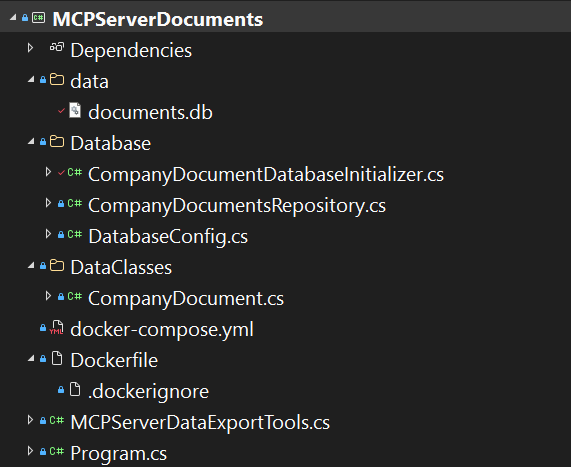 C# MCPServerDocuments
Dependencies
data
documents.db
Database
C# CompanyDocumentDatabaseInitializer.cs
C# CompanyDocumentsRepository.cs
C# DatabaseConfig.cs
DataClasses
C# CompanyDocument.cs
YML docker-compose.yml
Dockerfile
.dockerignore
C# MCPServerDataExportTools.cs
C# Program.cs